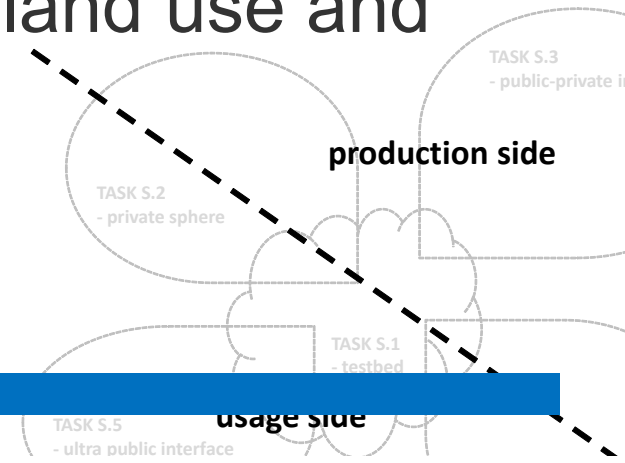 land use and
TASK S.3
- public-private
production side
TASK S.2
- private sphere
TASK S.1
- testbed
usage side
TASK S.5
- ultra public interface